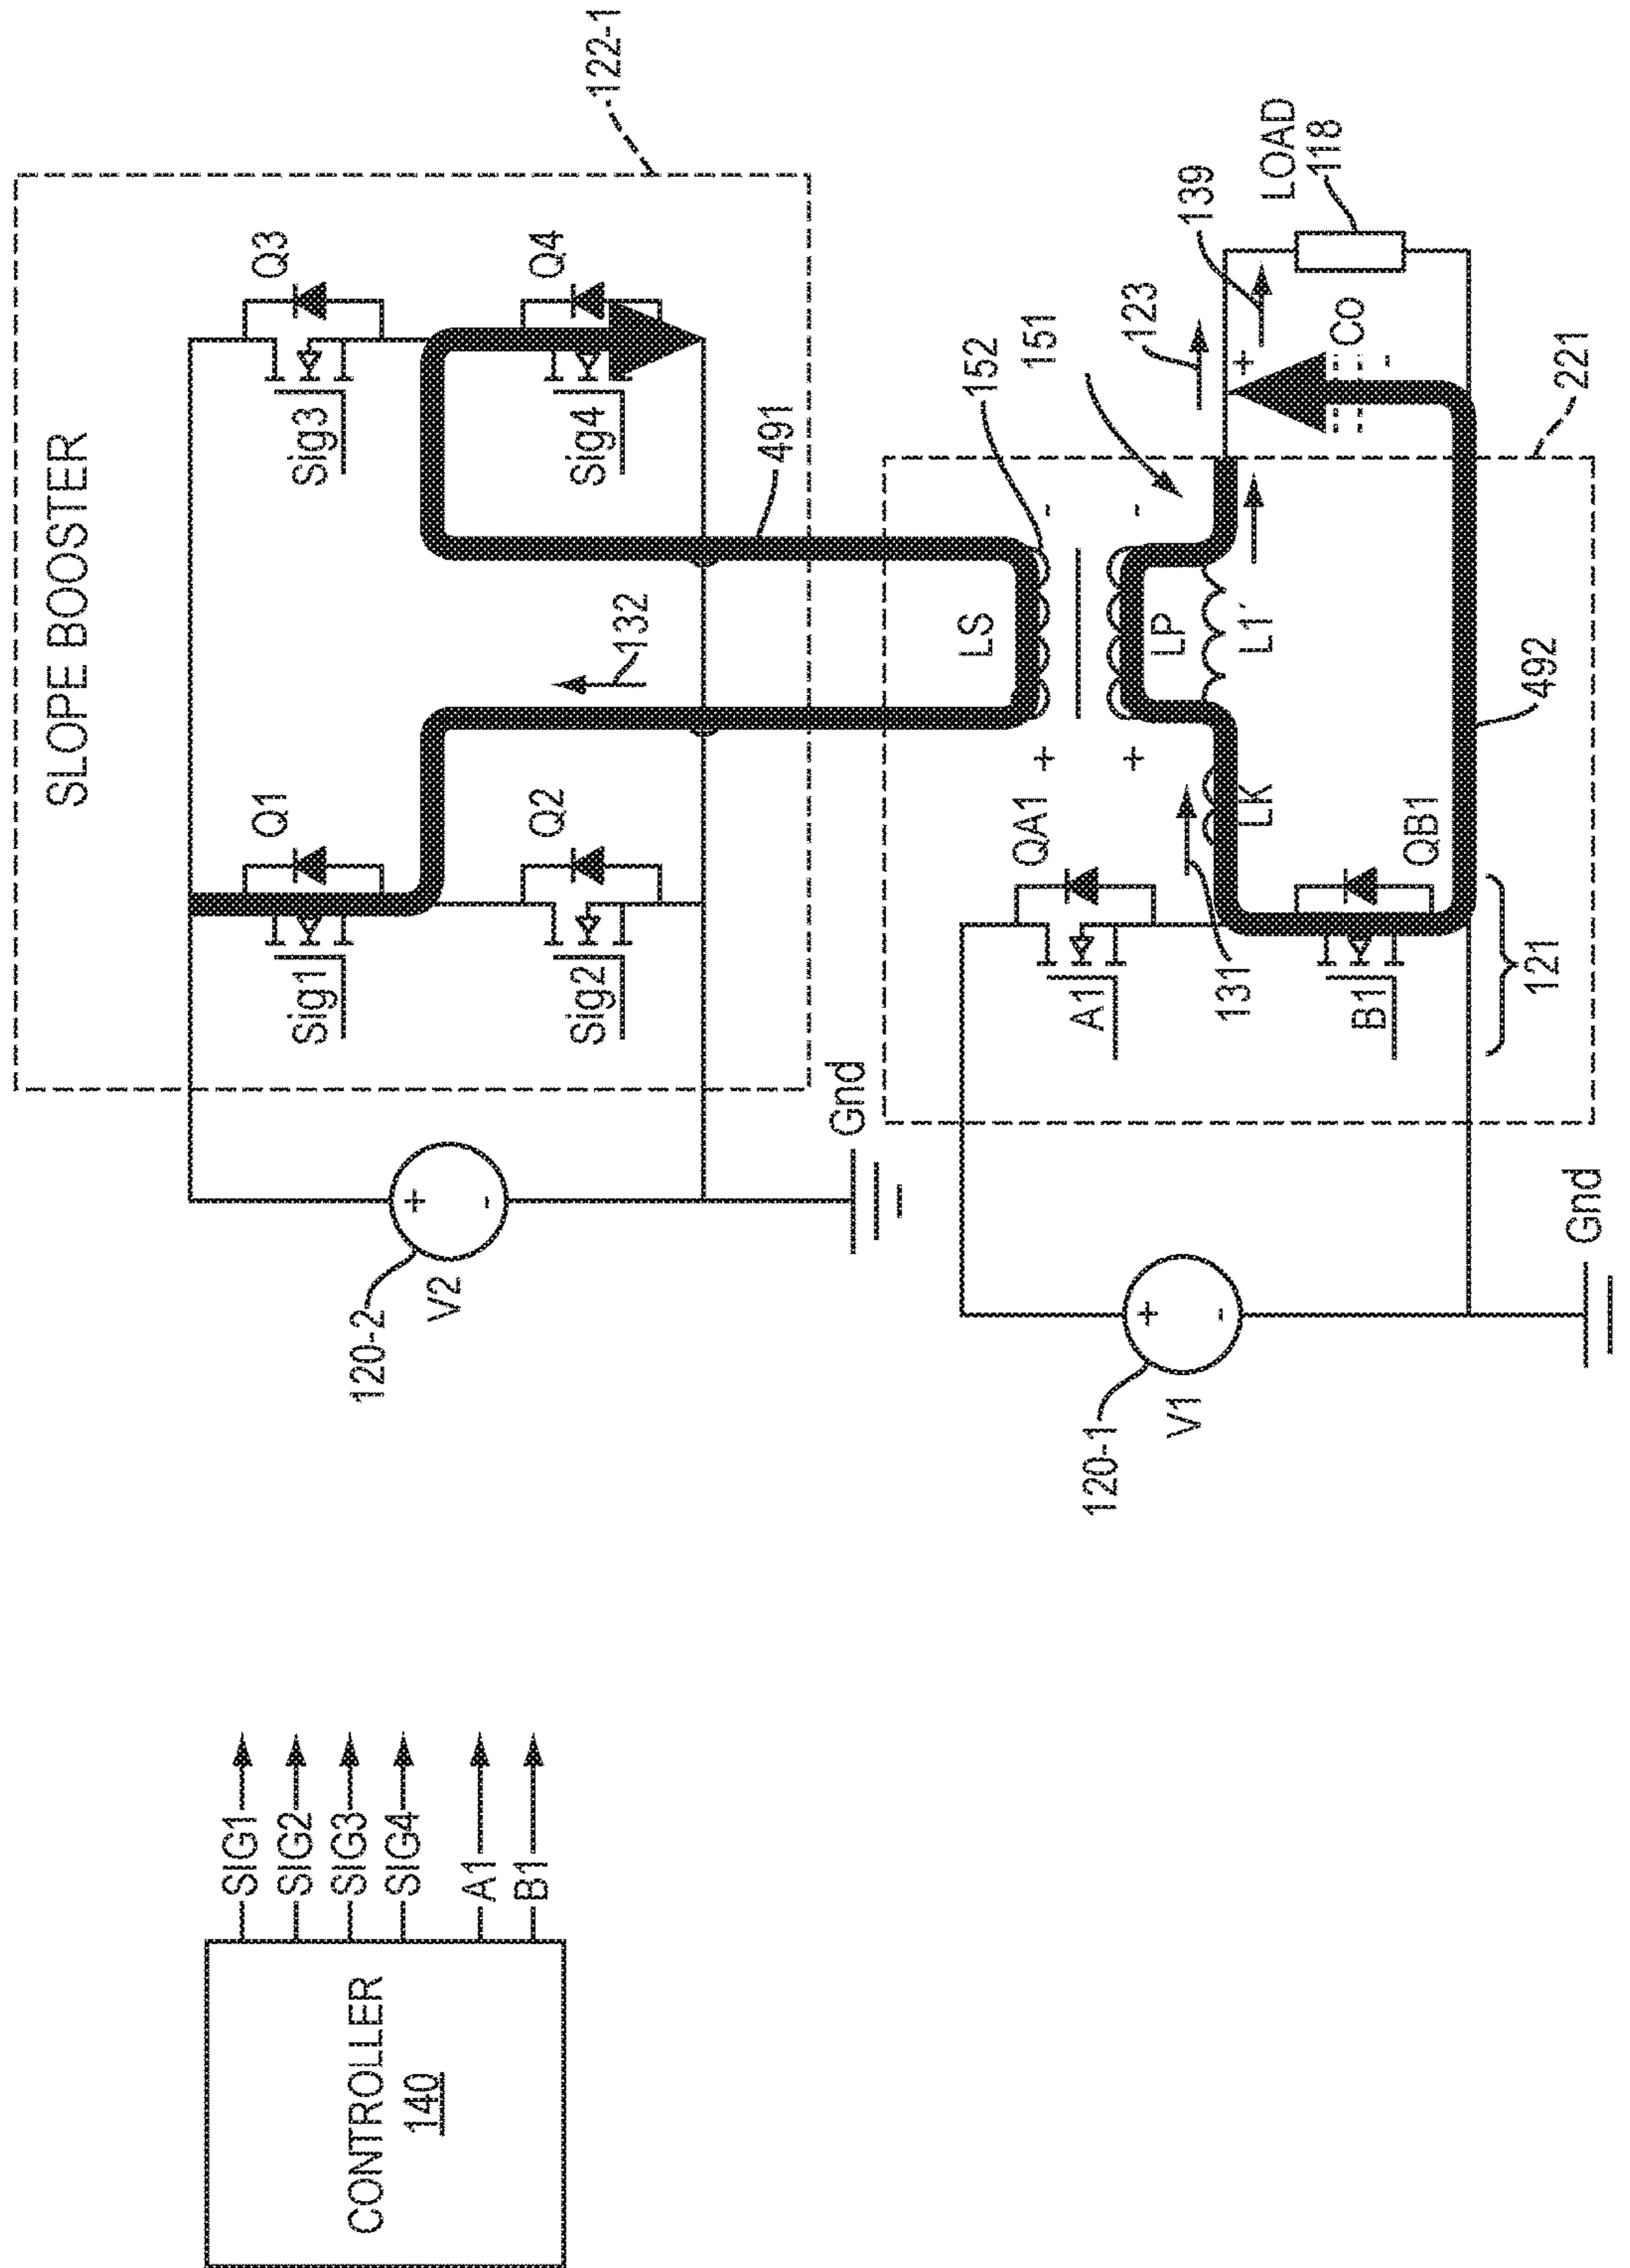 SLOPE BOOSTER
122-1
Q1
Q3
Sig1
Sig3
Q2
Q4
Sig2
Sig4
132
491
120-2
+
-
V2
Gnd
LS
152
151
123
139
LOAD
118
+
-
+
-
QA1
A1
LP
L1´
LK
131
+
Co
-
QB1
B1
121
492
221
120-1
+
-
V1
Gnd
CONTROLLER
140
SIG1
SIG2
SIG3
SIG4
A1
B1